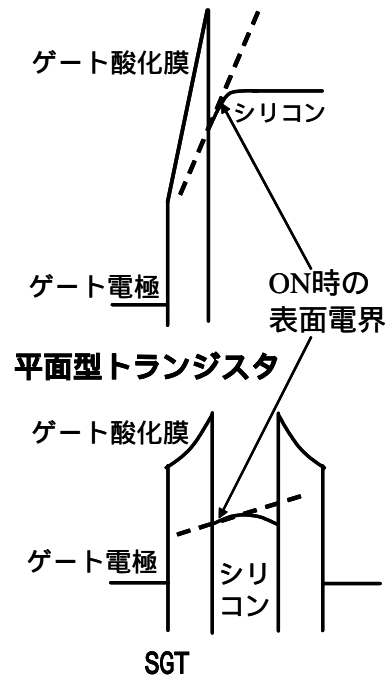 ゲート酸化膜
シリコン
ゲート電極
ON時の
表面電界
平面型トランジスタ
ゲート酸化膜
ゲート電極
シリ
コン
SGT